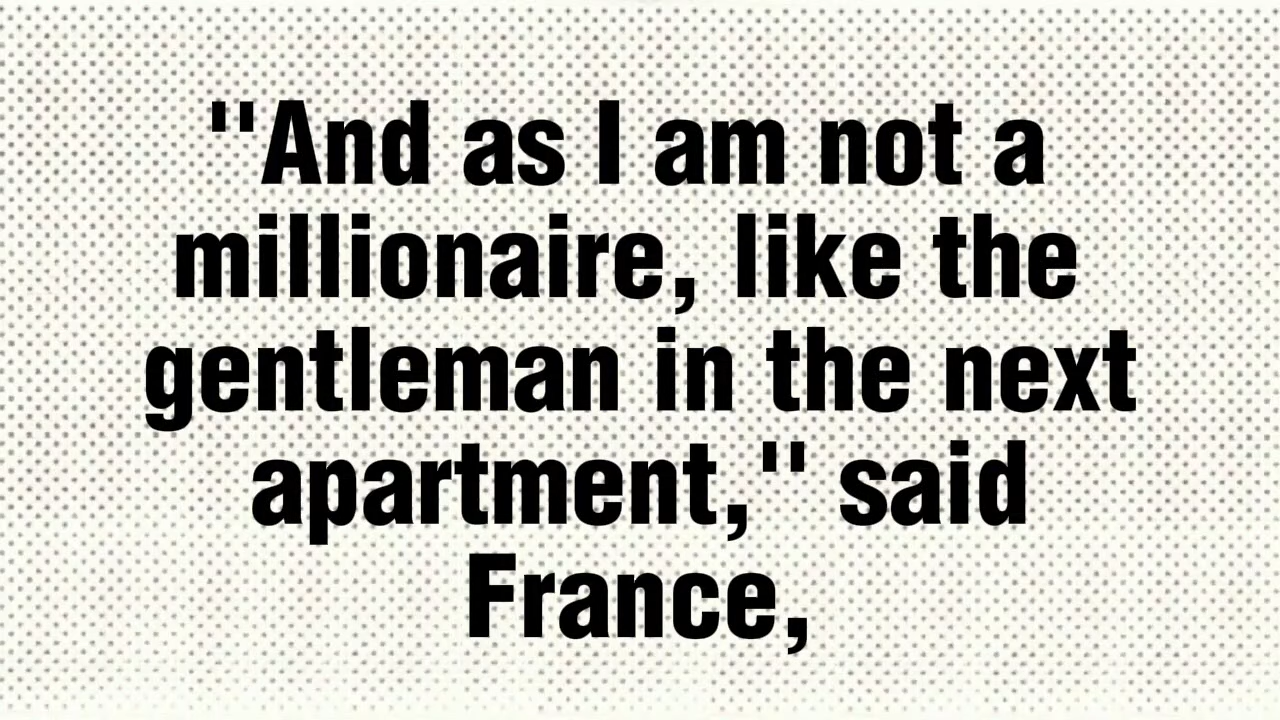 "And as I am not a
millionaire, like the
gentleman in the next
apartment," said
France,